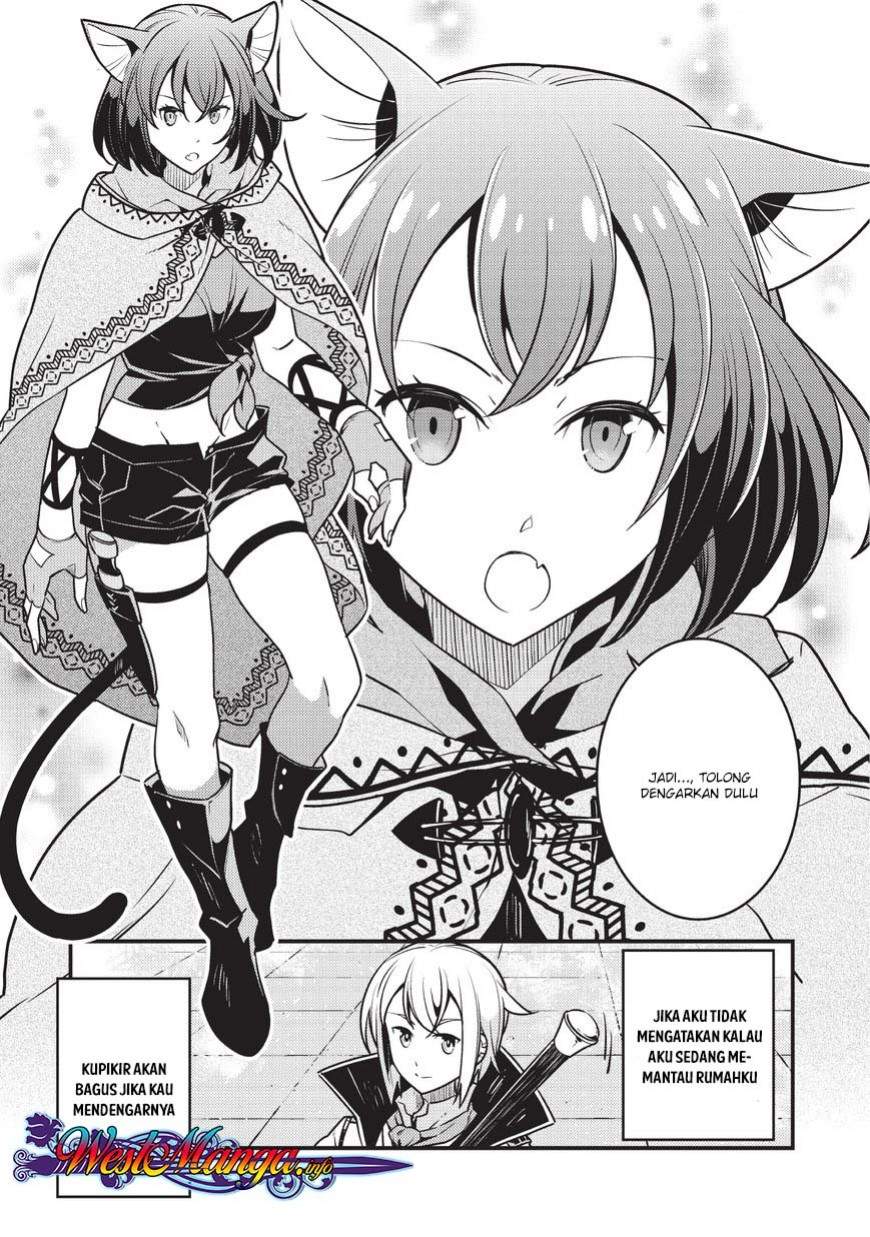 JADI..., TOLONG
DENGARKAN DULU
JIKA AKU TIDAK
MENGATAKAN KALAU
AKU SEDANG ME-
MANTAU RUMAHKU
KUPIKIR AKAN
BAGUS JIKA KAU
MENDENGARNYA
WestManga.info